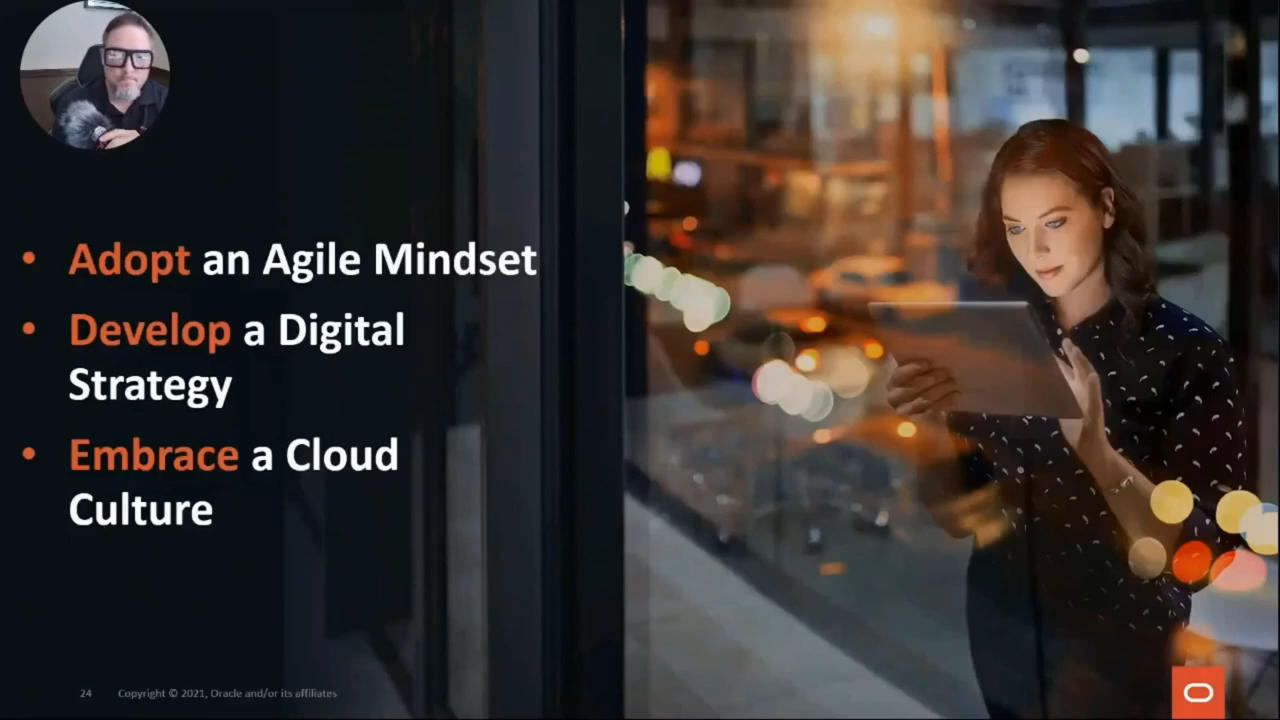 • Adopt an Agile Mindset
• Develop a Digital
Strategy
• Embrace a Cloud
Culture
24 Copyright © 2021, Oracle and/or its affiliates